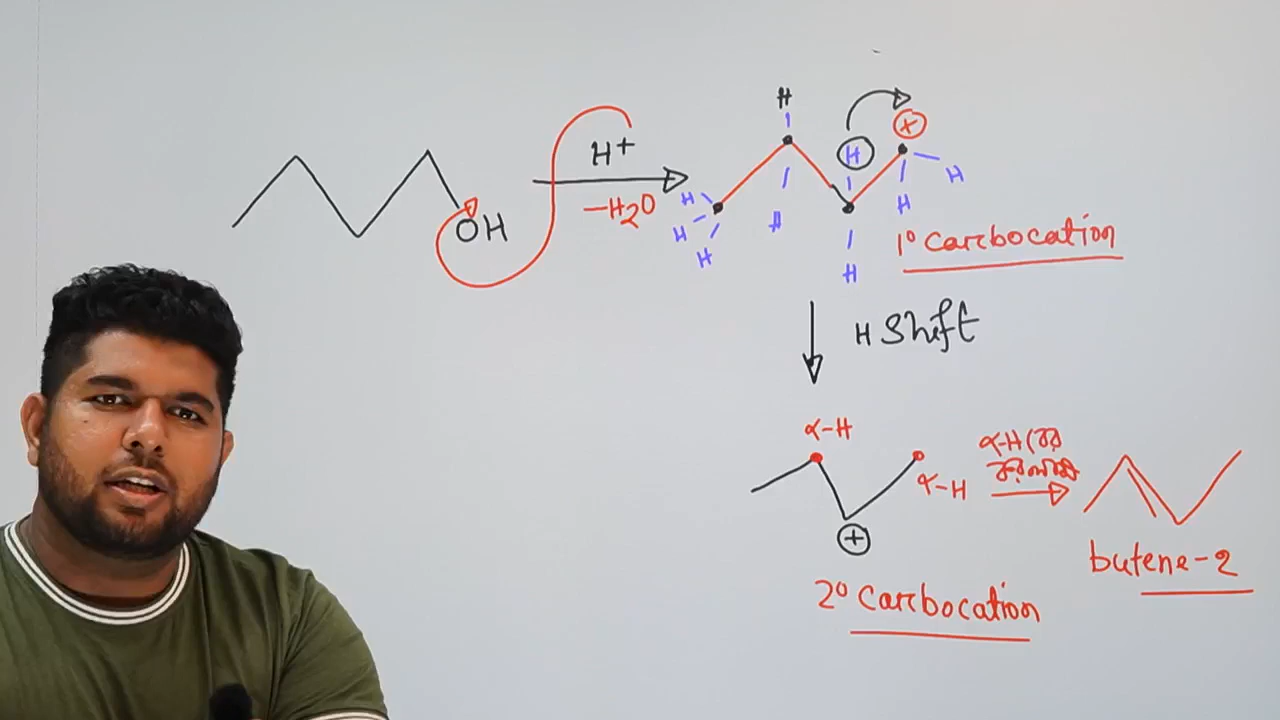 OH
H+
-H2O
H
H +
H H
H H
H H
H
H
1° Carbocation
H Shift
α-H
α-H
α-H বের
+
2° Carbocation
butene-2